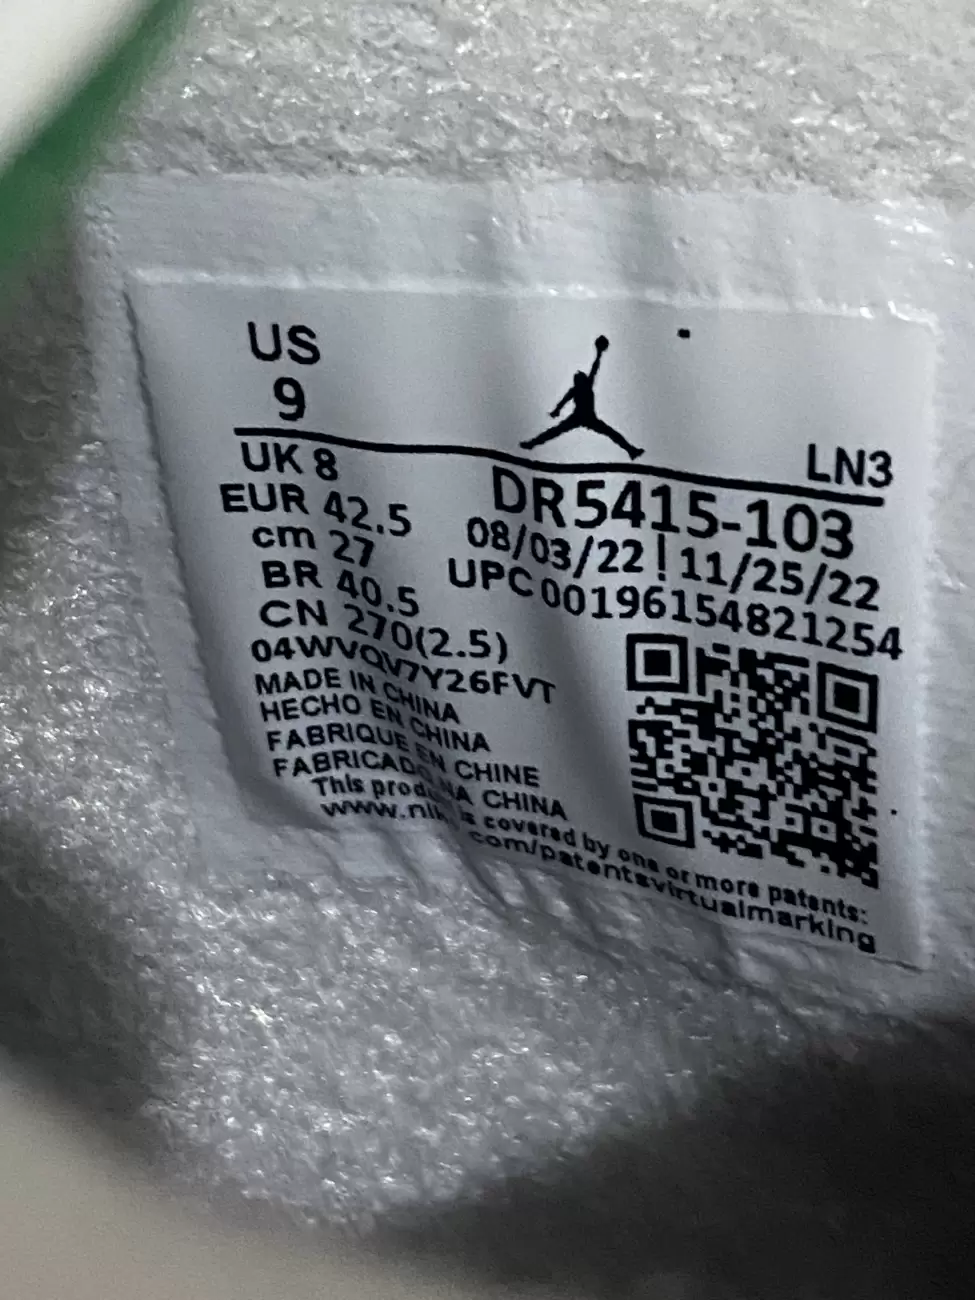 US
9
LN3
UK 8
EUR 42.5
cm 27
BR 40.5
CN 270(2.5)
04WVQV7Y26FVT
MADE IN CHINA
HECHO EN CHINA
FABRIQUE EN CHINE
FABRICADO NA CHINA
DR5415-103
08/03/22 | 11/25/22
UPC 00196154821254
This product is covered by one or more patents:
www.nike.com/patentsvirtualmarking